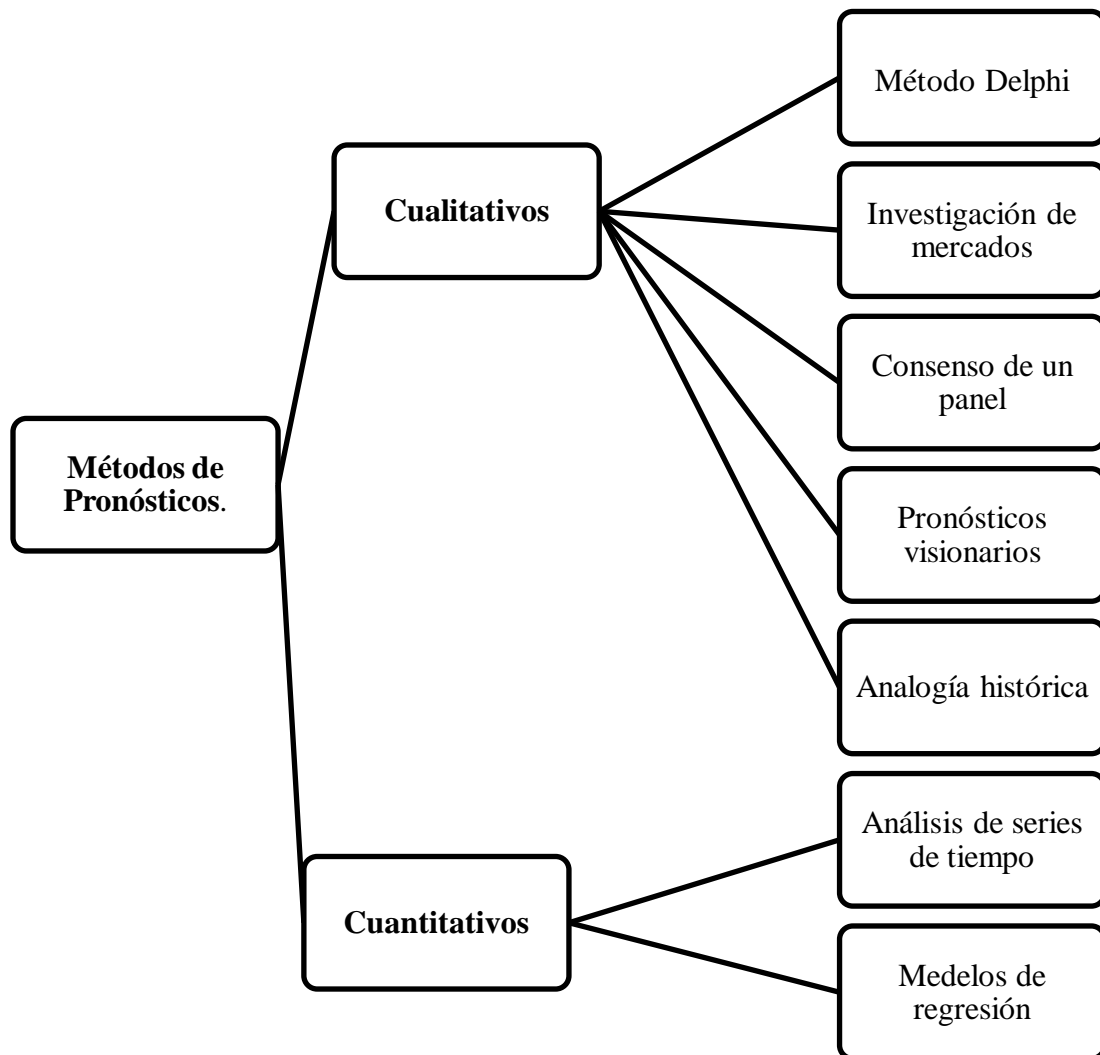 Método Delphi
Cualitativos
Investigación de
mercados
Consenso de un
panel
Métodos de
Pronósticos.
Pronósticos
visionarios
Analogía histórica
Análisis de series
de tiempo
Cuantitativos
Medelos de
regresión